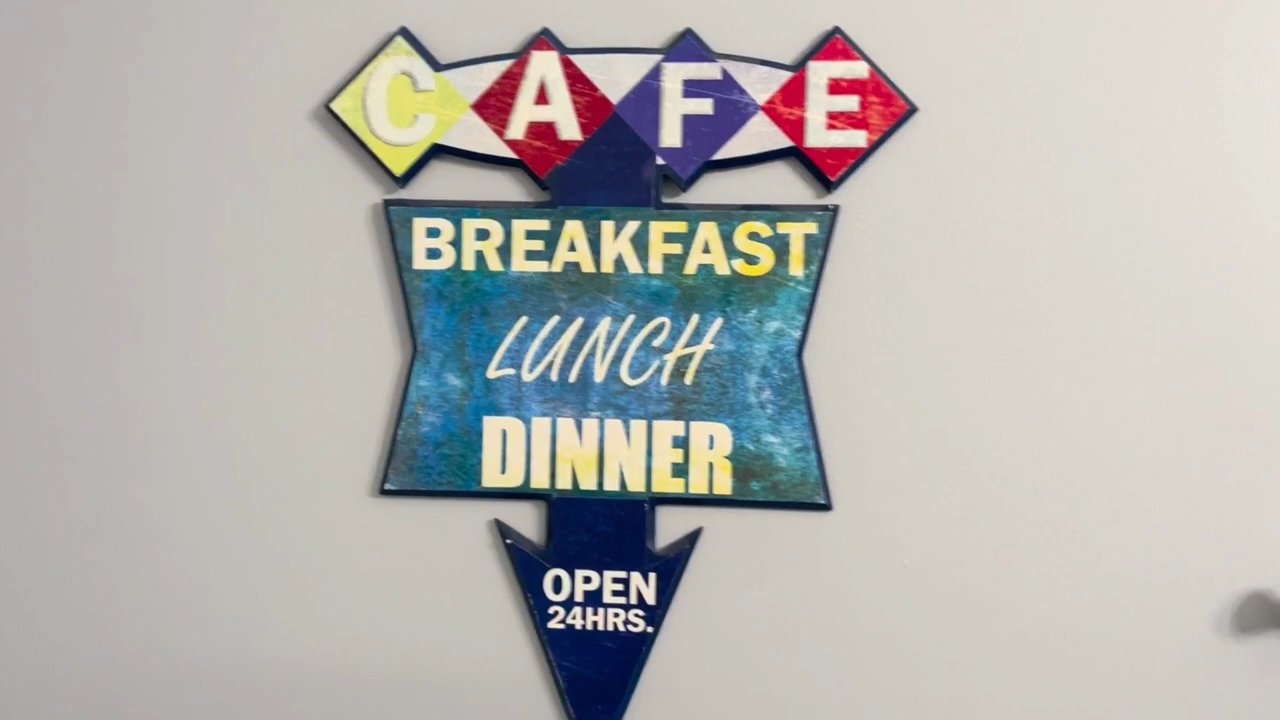 CAFE
BREAKFAST
LUNCH
DINNER
OPEN
24HRS.